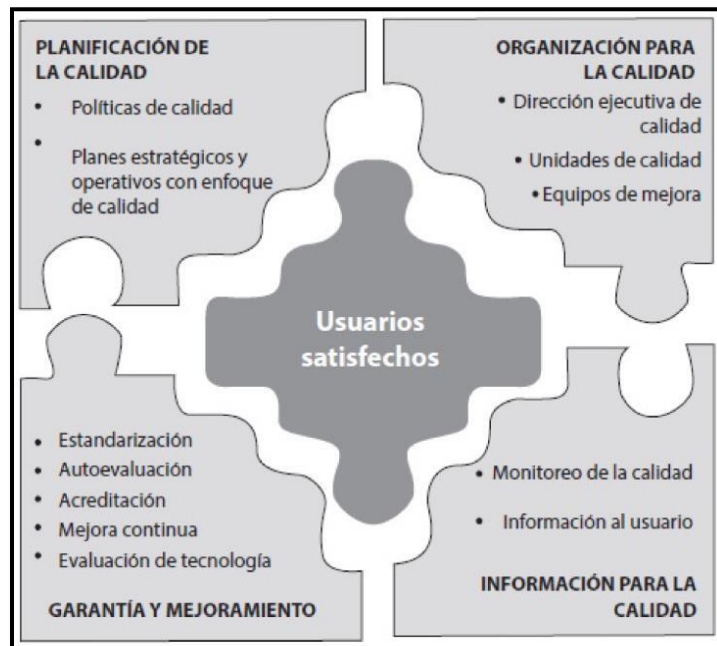 PLANIFICACIÓN DE
LA CALIDAD
• Políticas de calidad
• Planes estratégicos y
operativos con enfoque
de calidad
ORGANIZACIÓN PARA
LA CALIDAD
• Dirección ejecutiva de
calidad
• Unidades de calidad
• Equipos de mejora
Usuarios
satisfechos
• Estandarización
• Autoevaluación
• Acreditación
• Mejora continua
• Evaluación de tecnología
GARANTÍA Y MEJORAMIENTO
• Monitoreo de la calidad
• Información al usuario
INFORMACIÓN PARA LA
CALIDAD